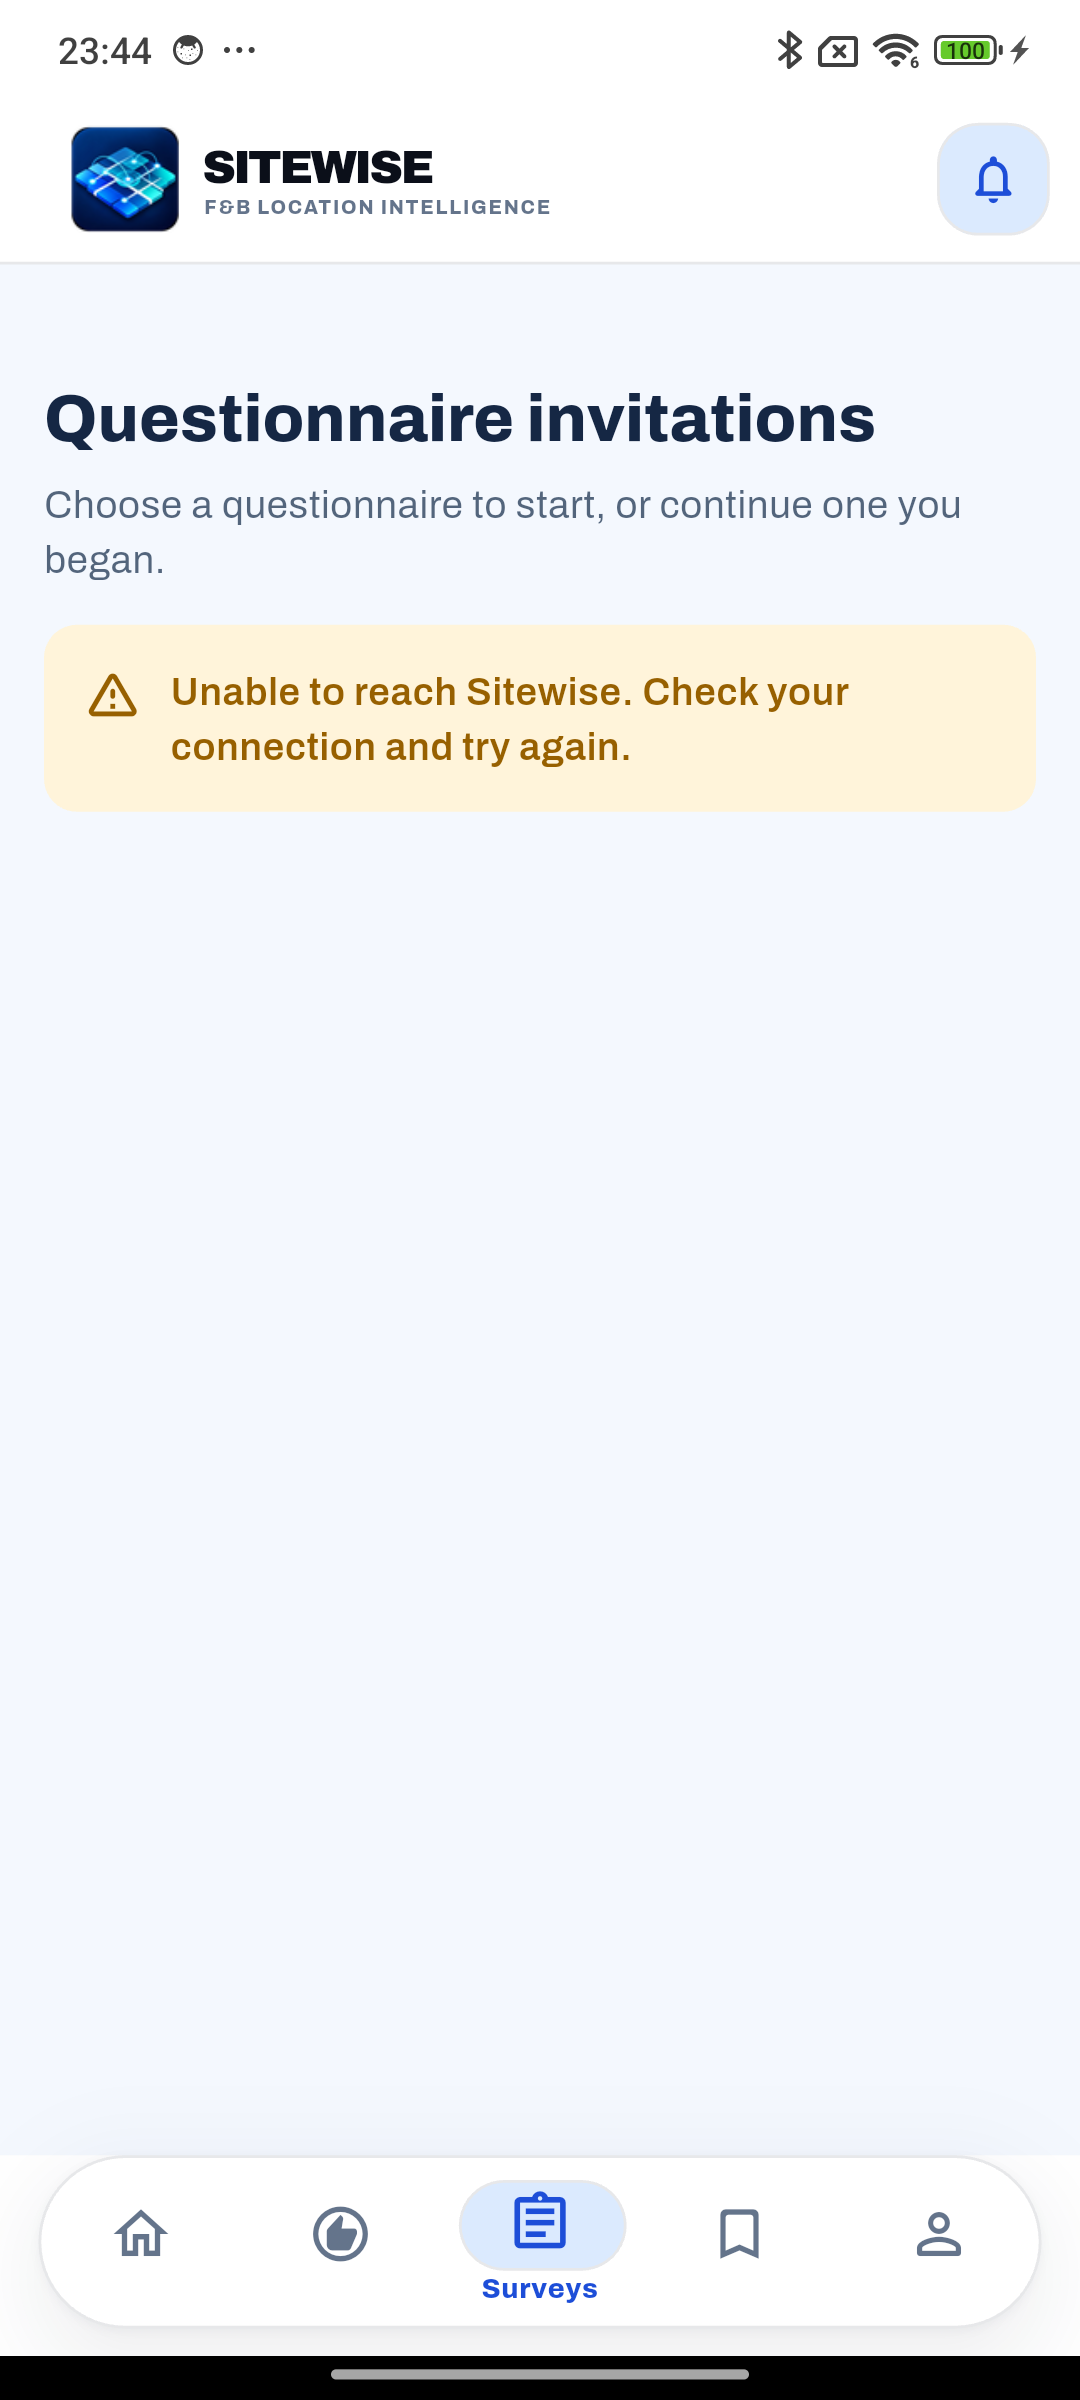 23:44
6
100
SITEWISE
F&B LOCATION INTELLIGENCE
Questionnaire invitations
Choose a questionnaire to start, or continue one you
began.
Unable to reach Sitewise. Check your
connection and try again.
Surveys